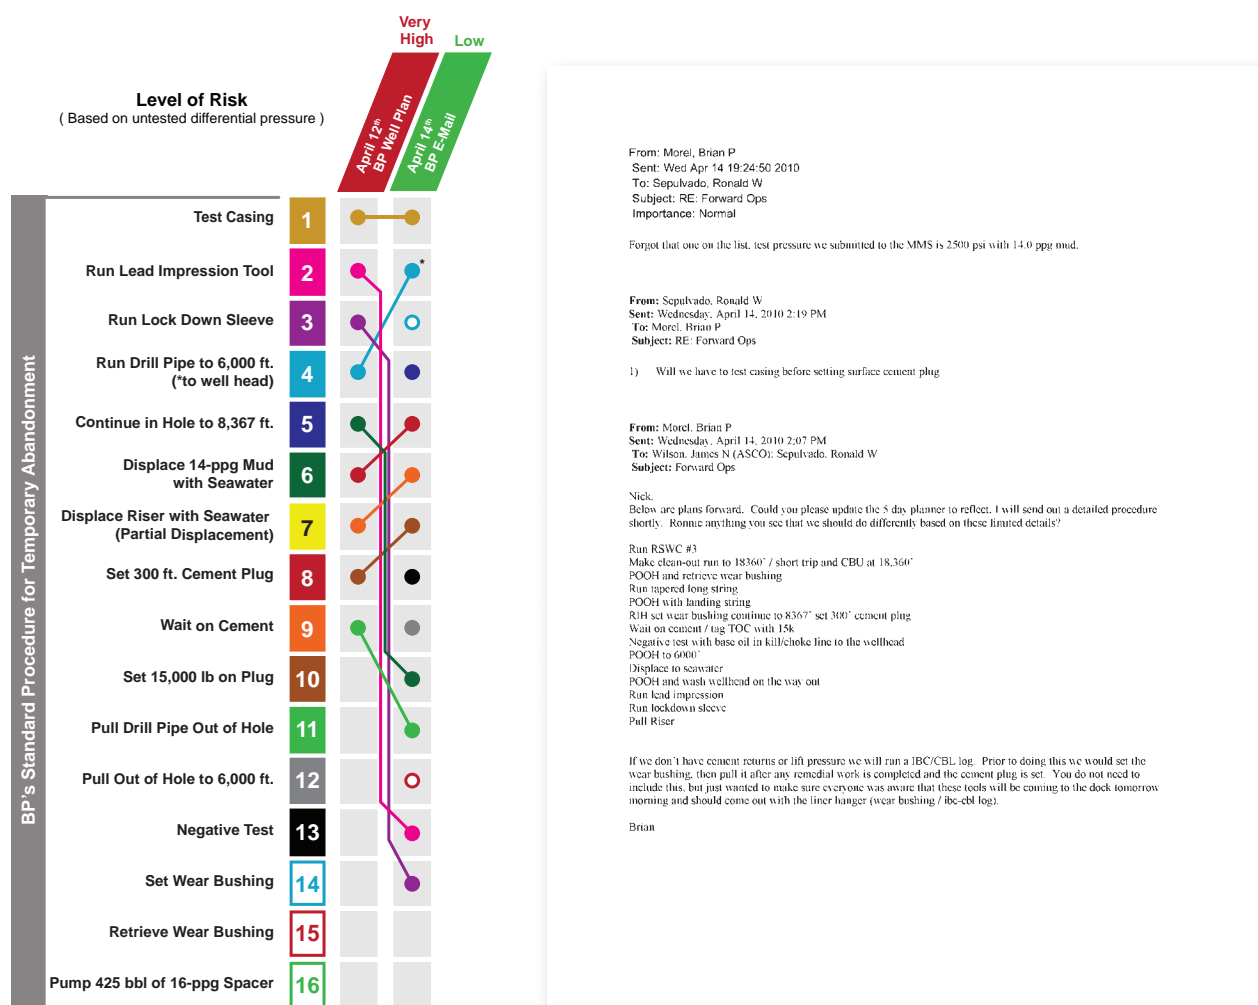 Very
High
Low
Level of Risk
( Based on untested differential pressure )
April 12th
BP Well Plan
April 14th
BP E-Mail
BP's Standard Procedure for Temporary Abandonment
Test Casing 1
Run Lead Impression Tool 2
*
Run Lock Down Sleeve 3
Run Drill Pipe to 6,000 ft.
(*to well head)
4
Continue in Hole to 8,367 ft. 5
Displace 14-ppg Mud
with Seawater
6
Displace Riser with Seawater
(Partial Displacement)
7
Set 300 ft. Cement Plug 8
Wait on Cement 9
Set 15,000 lb on Plug 10
Pull Drill Pipe Out of Hole 11
Pull Out of Hole to 6,000 ft. 12
Negative Test 13
Set Wear Bushing 14
Retrieve Wear Bushing 15
Pump 425 bbl of 16-ppg Spacer 16
From: Morel, Brian P
Sent: Wed Apr 14 19:24:50 2010
To: Sepulvado, Ronald W
Subject: RE: Forward Ops
Importance: Normal
Forgot that one on the list, test pressure we submitted to the MMS is 2500 psi with 14.0 ppg mud.
From: Sepulvado, Ronald W
Sent: Wednesday, April 14, 2010 2:19 PM
To: Morel, Brian P
Subject: RE: Forward Ops
1) Will we have to test casing before setting surface cement plug
From: Morel, Brian P
Sent: Wednesday, April 14, 2010 2:07 PM
To: Wilson, James N (ASCO); Sepulvado, Ronald W
Subject: Forward Ops
Nick,
Below are plans forward. Could you please update the 5 day planner to reflect, I will send out a detailed procedure
shortly. Ronnie anything you see that we should do differently based on these limited details?
Run RSWC #3
Make clean-out run to 18360' / short trip and CBU at 18,360'
POOH and retrieve wear bushing
Run tapered long string
POOH with landing string
RIH set wear bushing continue to 8367' set 300' cement plug
Wait on cement / tag TOC with 15k
Negative test with base oil in kill/choke line to the wellhead
POOH to 6000'
Displace to seawater
POOH and wash wellhead on the way out
Run lead impression
Run lockdown sleeve
Pull Riser
If we don't have cement returns or lift pressure we will run a IBC/CBL log. Prior to doing this we would set the
wear bushing, then pull it after any remedial work is completed and the cement plug is set. You do not need to
include this, but just wanted to make sure everyone was aware that these tools will be coming to the dock tomorrow
morning and should come out with the liner hanger (wear bushing / ibc-cbl log).
Brian